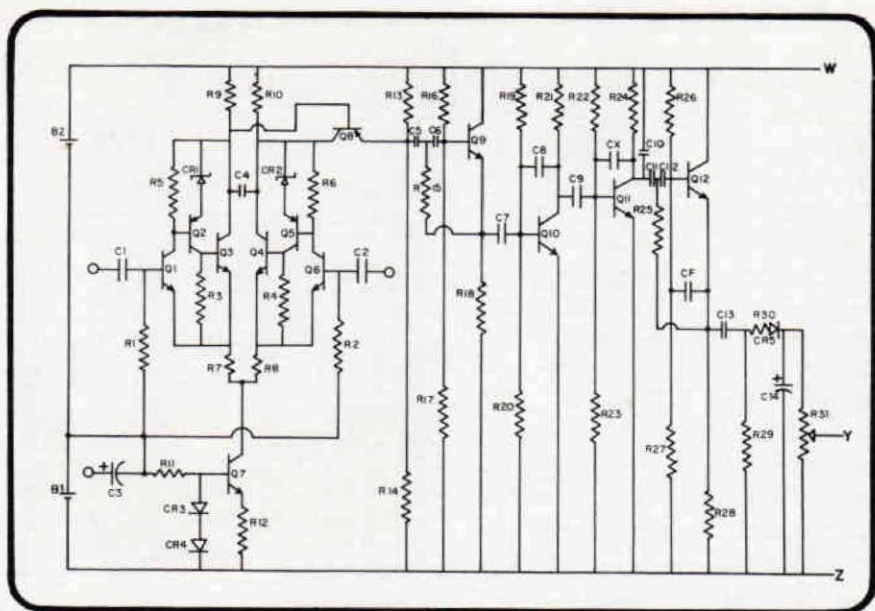 W
R9
R10
R13
R16
R19
R21
R22
R24
R26
B2
Q8
C5
C6
Q9
C10
CR1
CR2
C8
CX
C11
C12
R5
C4
R6
R15
Q12
Q11
C9
R25
Q2
Q5
C7
Q10
C1
Q1
Q3
Q4
Q6
C2
R3
R4
R18
CF
R1
R7
R8
R2
C13
R30
CR5
C14
R31
Y
R17
R20
R23
R27
R29
R11
Q7
C3
B1
CR3
R12
R14
R28
CR4
Z